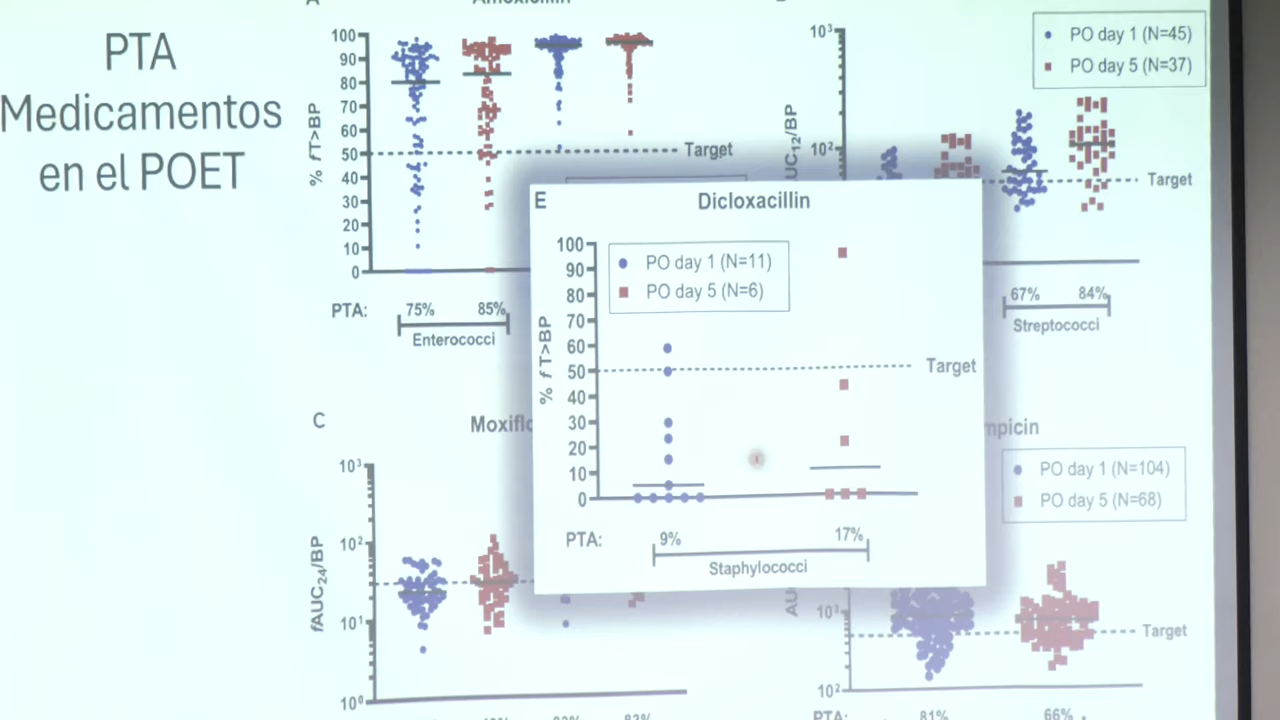 PTA
Medicamentos
en el POET
A
100
90
80
70
60
50
40
30
20
10
0
% fT>BP
Target
PTA:
75%
85%
Enterococci
10³
10²
PO day 1 (N=45)
PO day 5 (N=37)
Target
67%
84%
Streptococci
E
Dicloxacillin
100
90
80
70
60
50
40
30
20
10
0
% fT>BP
PO day 1 (N=11)
PO day 5 (N=6)
Target
PTA:
9%
17%
Staphylococci
C
10³
10²
10¹
10⁰
fAUC₂₄/BP
PO day 1 (N=104)
PO day 5 (N=68)
10³
10²
Target
PTA:
81%
66%